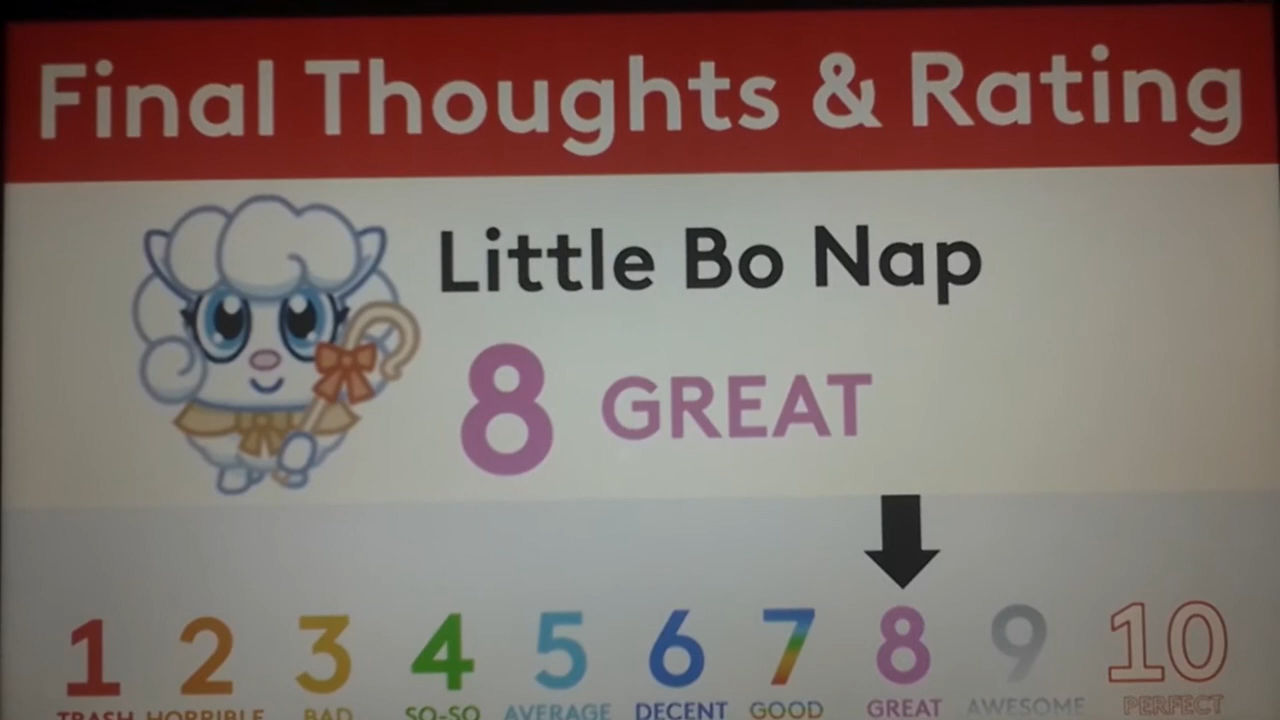 Final Thoughts & Rating
Little Bo Nap
8 GREAT
1 2 3 4 5 6 7 8 9 10
TRASH HORRIBLE BAD SO-SO AVERAGE DECENT GOOD GREAT AWESOME PERFECT